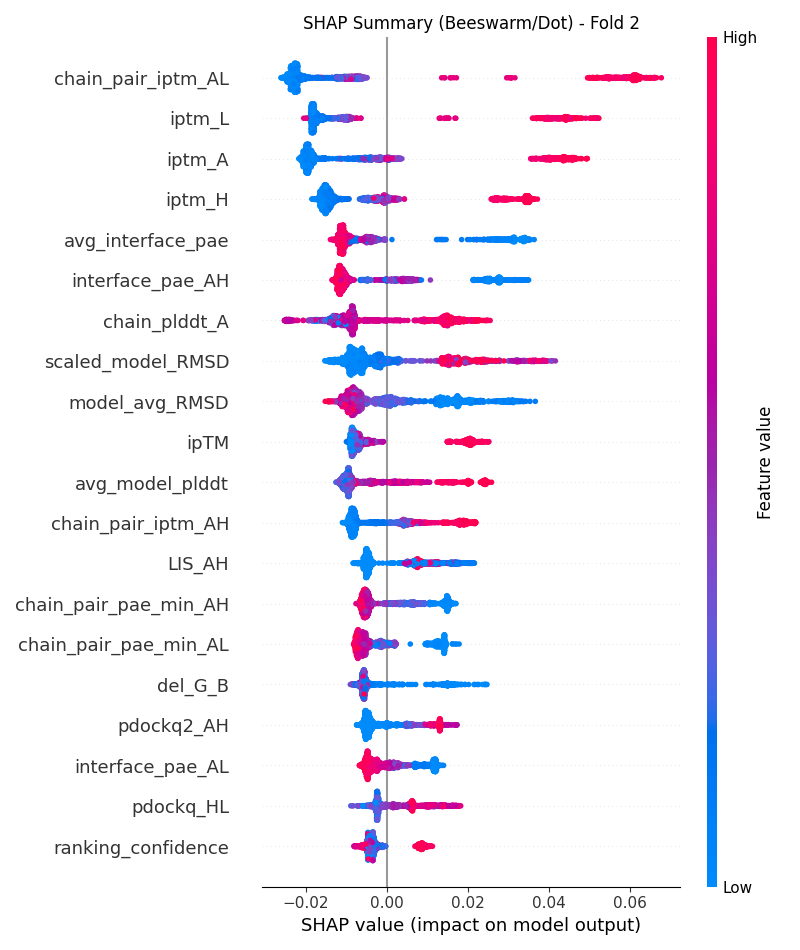 SHAP Summary (Beeswarm/Dot) - Fold 2
High
chain_pair_iptm_AL
iptm_L
iptm_A
iptm_H
avg_interface_pae
interface_pae_AH
chain_plddt_A
scaled_model_RMSD
model_avg_RMSD
ipTM
avg_model_plddt
chain_pair_iptm_AH
LIS_AH
chain_pair_pae_min_AH
chain_pair_pae_min_AL
del_G_B
pdockq2_AH
interface_pae_AL
pdockq_HL
ranking_confidence
Feature value
Low
−0.02 0.00 0.02 0.04 0.06
SHAP value (impact on model output)